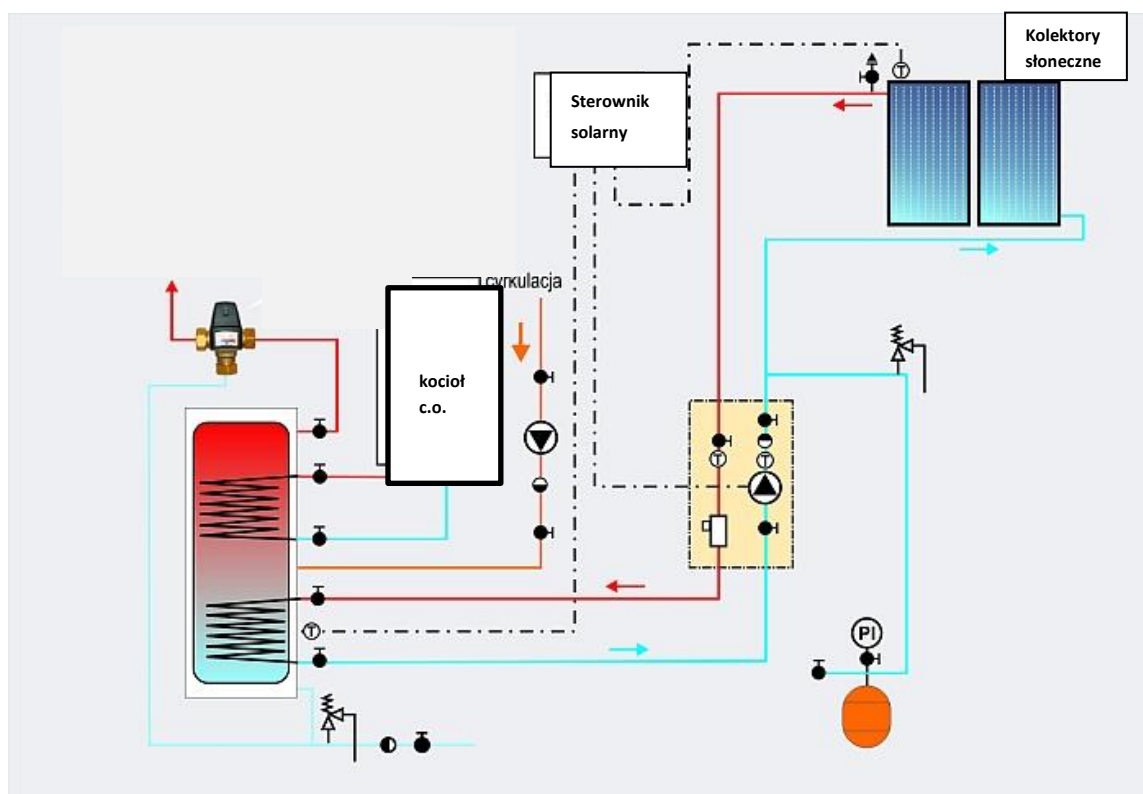 Kolektory
słoneczne
T
Sterownik
solarny
cyrkulacja
kocioł
c.o.
T
T
T
PI